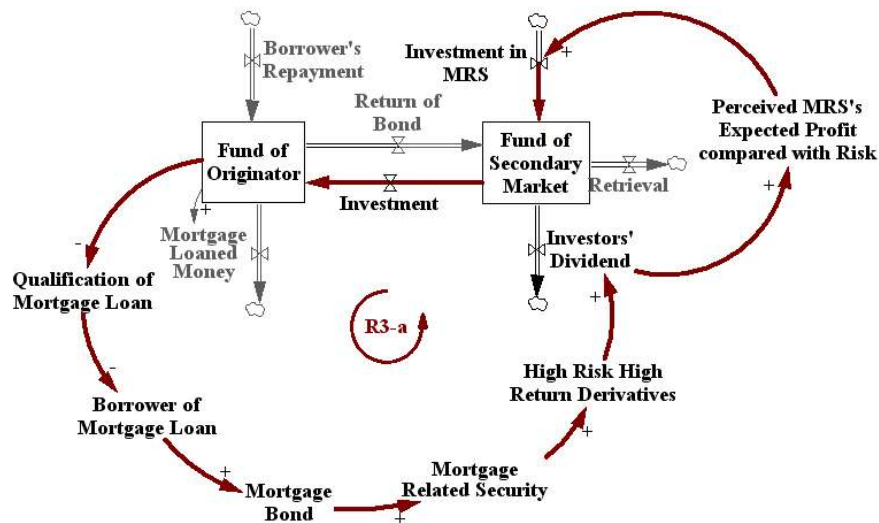 Borrower's
Repayment
Investment in
MRS
+
Return of
Bond
Perceived MRS's
Expected Profit
compared with Risk
+
Fund of
Originator
Fund of
Secondary
Market
Retrieval
Investment
+
Mortgage
Loaned
Money
Investors'
Dividend
-
Qualification of
Mortgage Loan
+
R3-a
-
High Risk High
Return Derivatives
Borrower of
Mortgage Loan
+
+
Mortgage
Related Security
Mortgage
Bond
+